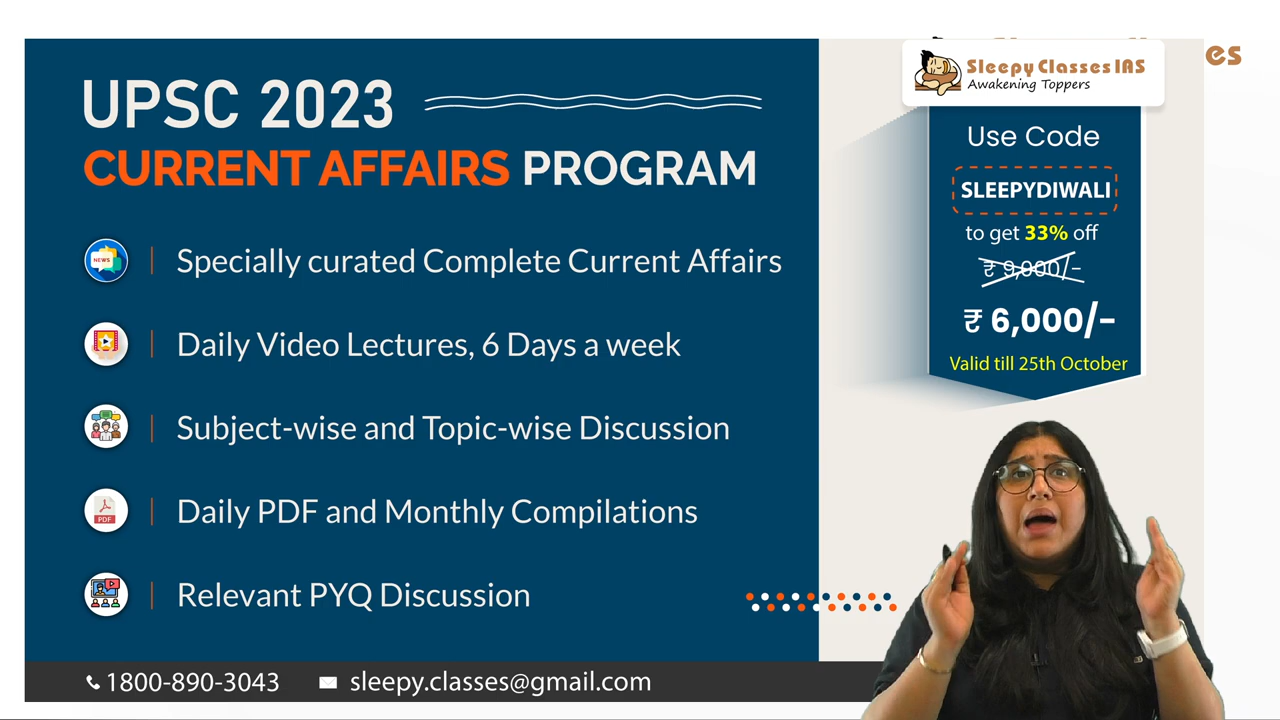 UPSC 2023
CURRENT AFFAIRS PROGRAM
NEWS
Specially curated Complete Current Affairs
Daily Video Lectures, 6 Days a week
Subject-wise and Topic-wise Discussion
PDF
Daily PDF and Monthly Compilations
Relevant PYQ Discussion
1800-890-3043
sleepy.classes@gmail.com
es
Sleepy Classes IAS
Awakening Toppers
Use Code
SLEEPYDIWALI
to get 33% off
₹ 9,000/-
₹ 6,000/-
Valid till 25th October